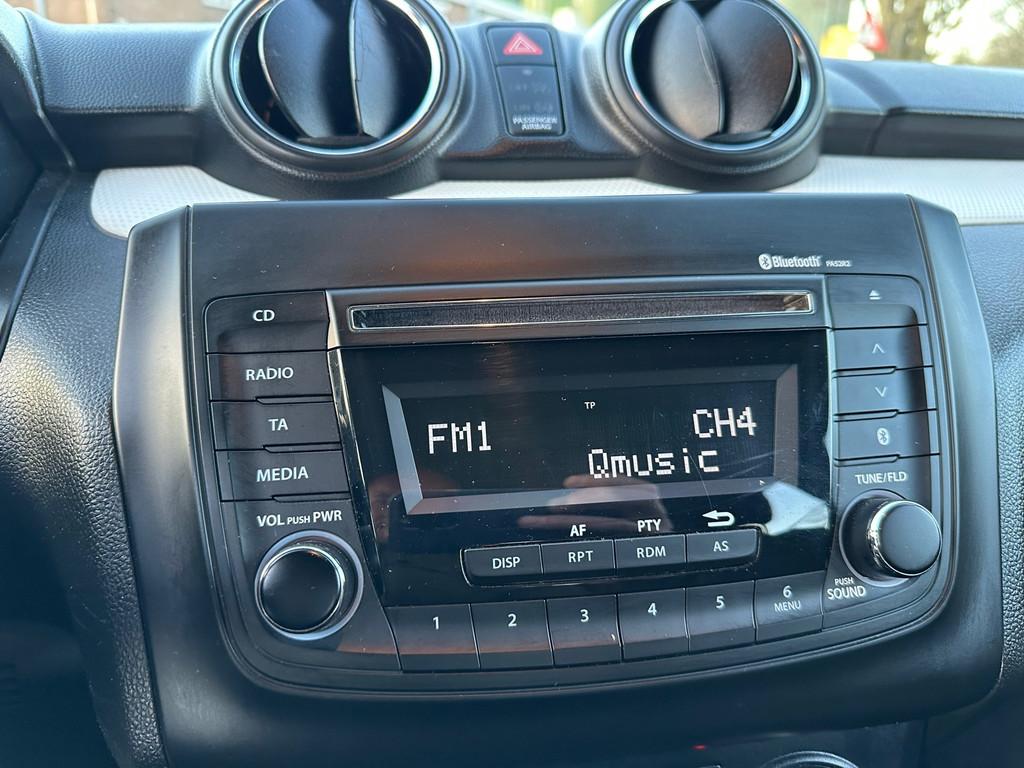 PASSENGER
AIRBAG
Bluetooth PA52R2
CD
RADIO
TA
MEDIA
VOL PUSH PWR
TP
FM1 CH4
Qmusic
TUNE/FLD
AF PTY
DISP RPT RDM AS
PUSH
SOUND
1 2 3 4 5 6
MENU